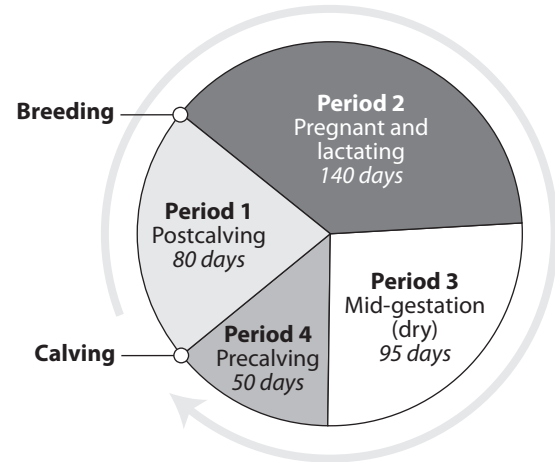 Breeding
Period 2
Pregnant and
lactating
140 days
Period 1
Postcalving
80 days
Period 3
Mid-gestation
(dry)
95 days
Calving
Period 4
Precalving
50 days